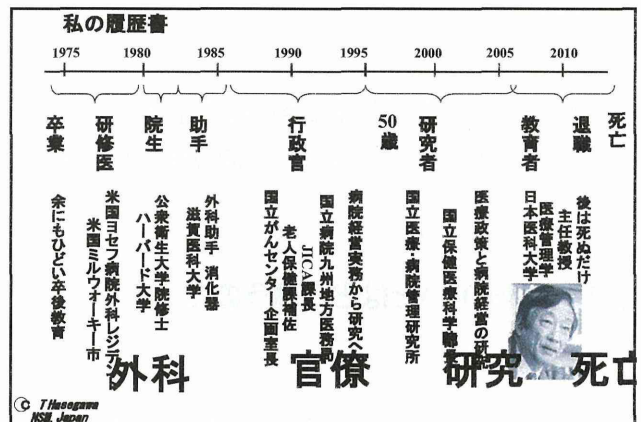 私の履歴書
1975 1980 1985 1990 1995 2000 2005 2010
卒業
研修医
院生
助手
行政官
50歳
研究者
教育者
退職
死亡
余にもひどい卒後教育
米国ミルウォーキー市
米国ヨセフ病院外科レジデン
ハーバード大学
公衆衛生大学院修士
滋賀医科大学
外科助手 消化器
国立がんセンター企画室長
老人保健課補佐
JICA課長
国立病院九州地方医務局
病院経営実務から研究へ
国立医療・病院管理研究所
国立保健医療科学
医療政策と病院経営の研
日本医科大学
医療管理学
主任教授
後は死ぬだけ
外科
官僚
研究
死亡
© T Hasegawa
NSM, Japan